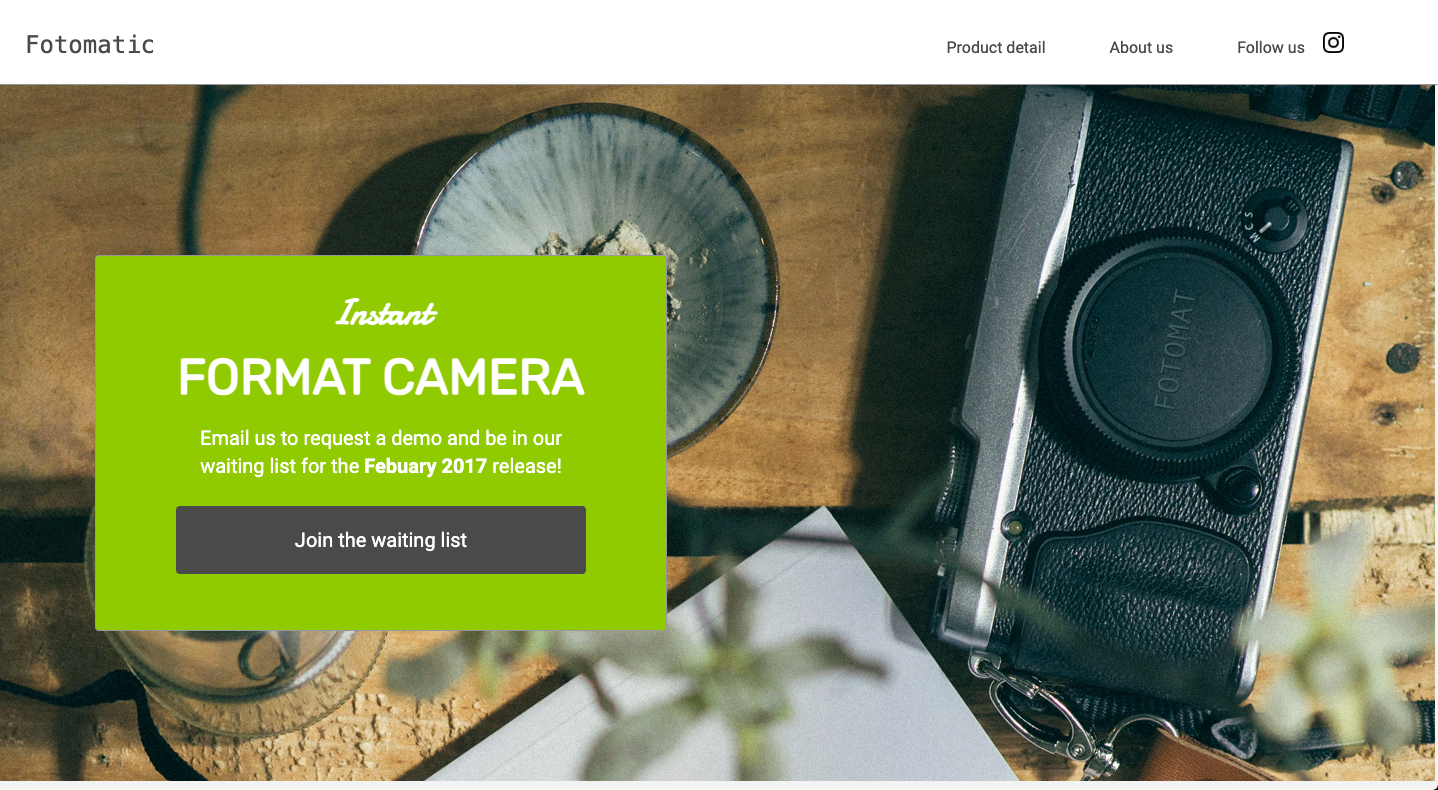 Fotomatic
Product detail
About us
Follow us
Instant
FORMAT CAMERA
Email us to request a demo and be in our
waiting list for the Febuary 2017 release!
Join the waiting list
FOTOMAT
M C S